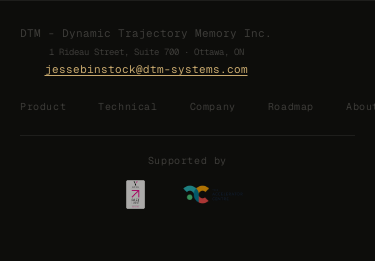 DTM - Dynamic Trajectory Memory Inc.
1 Rideau Street, Suite 700 · Ottawa, ON
jessebinstock@dtm-systems.com
Product Technical Company Roadmap About
Supported by